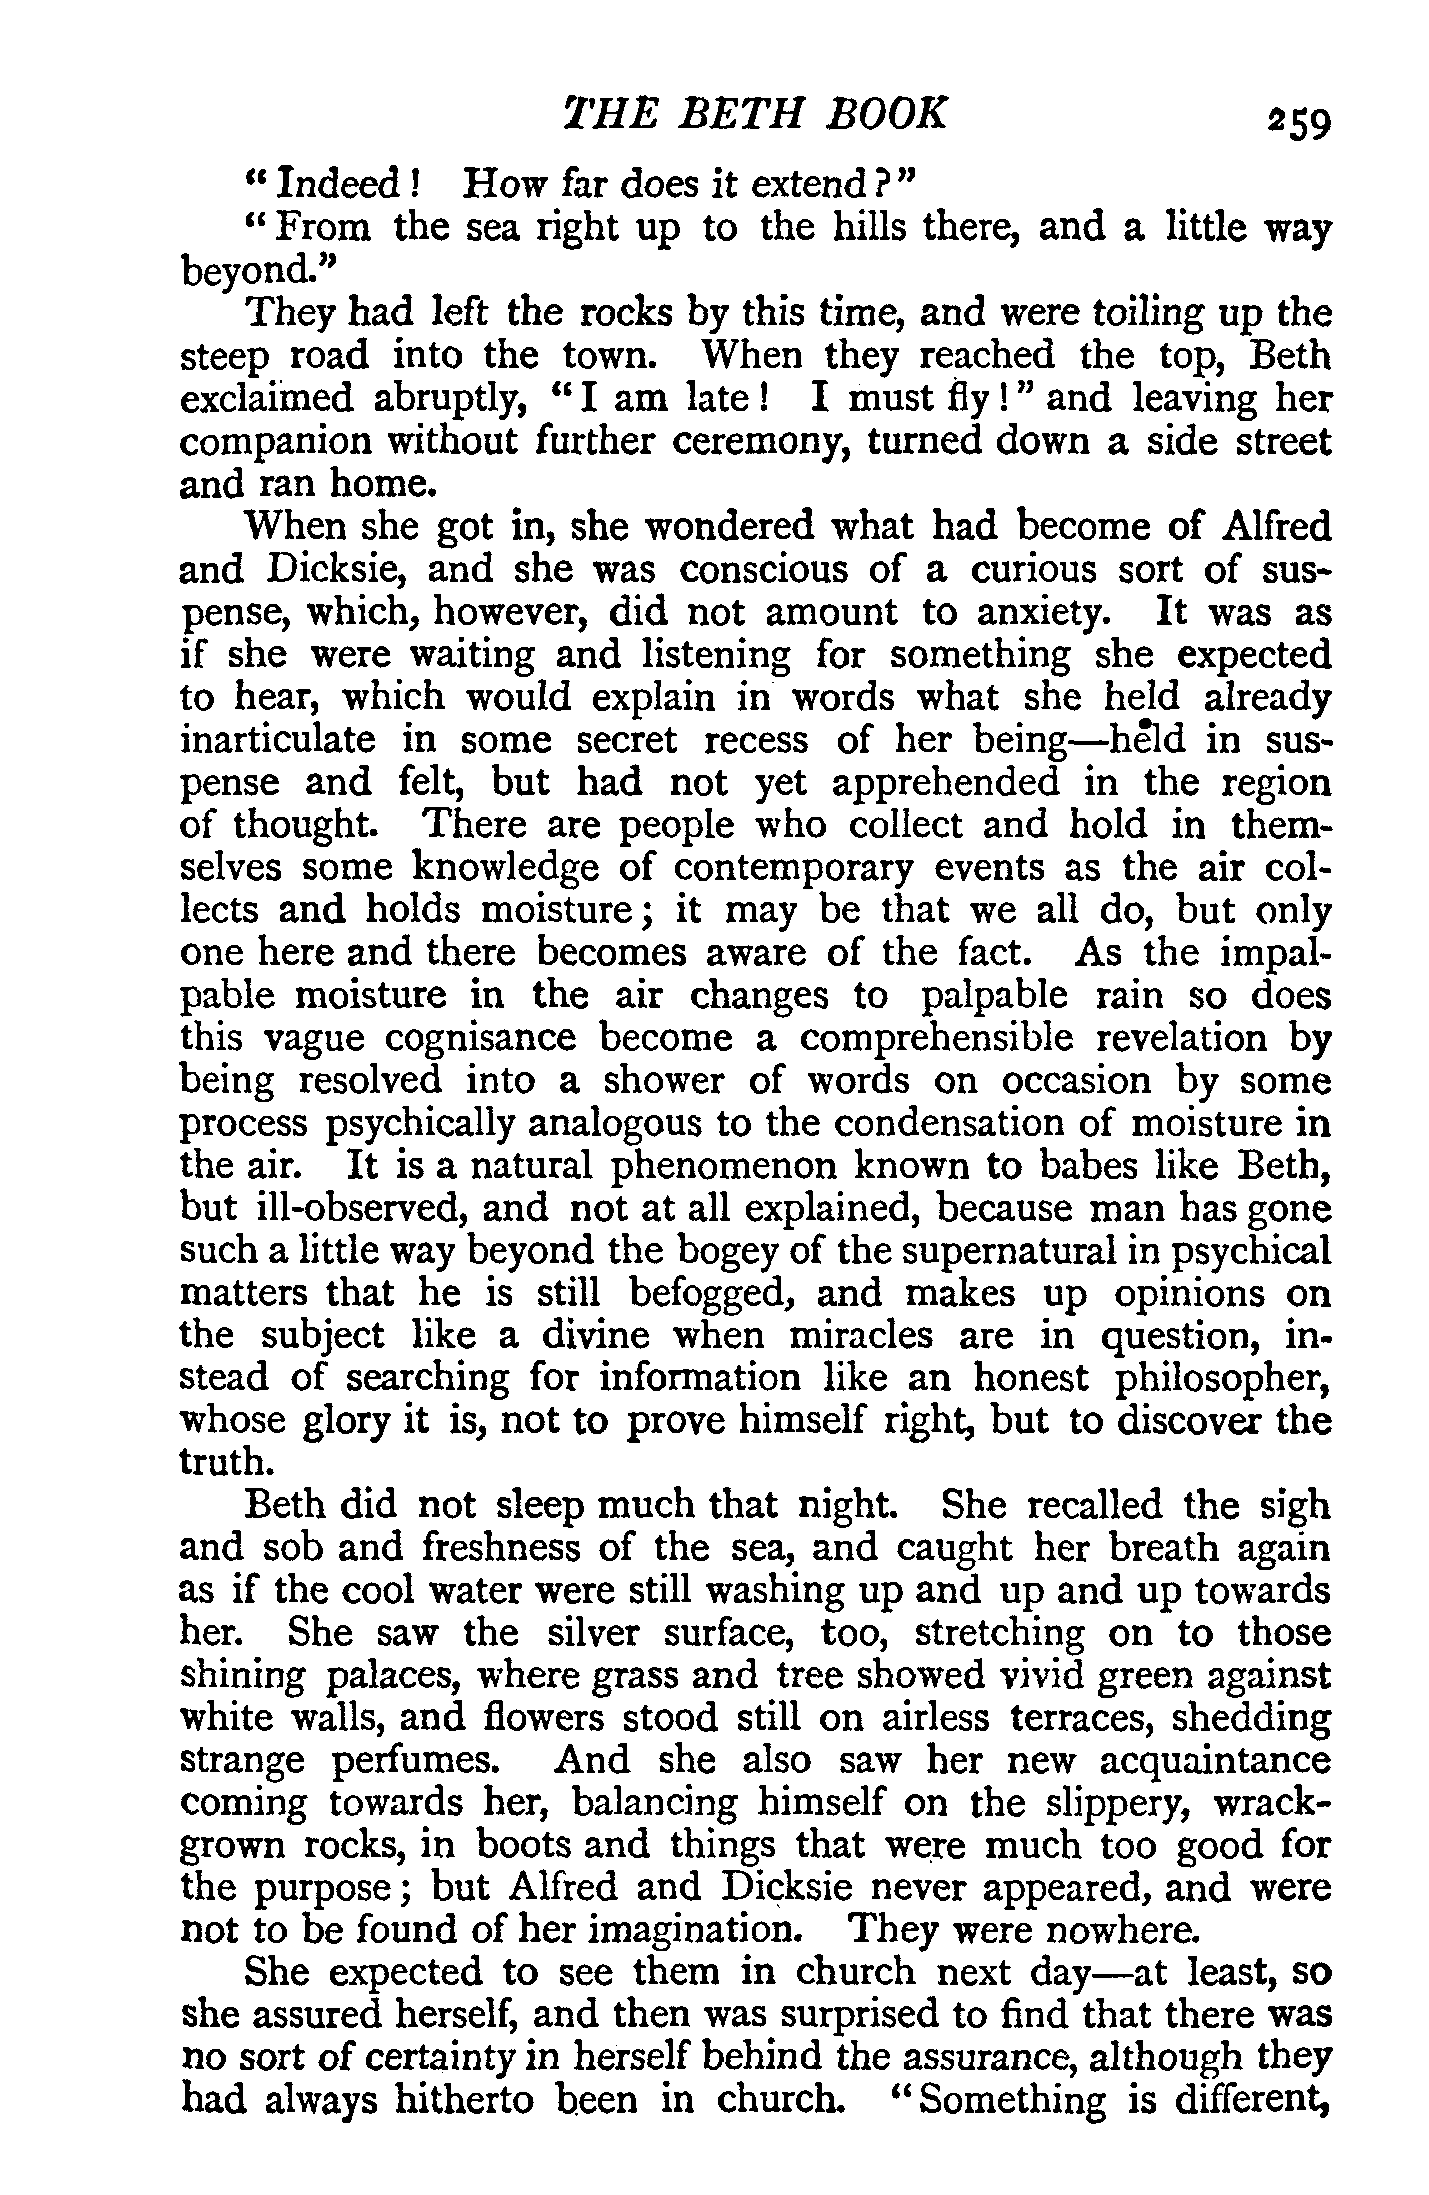 THE BETH BOOK 259
“ Indeed ! How far does it extend ? ”
“ From the sea right up to the hills there, and a little way
beyond.”
They had left the rocks by this time, and were toiling up the
steep road into the town. When they reached the top, Beth
exclaimed abruptly, “ I am late ! I must fly ! ” and leaving her
companion without further ceremony, turned down a side street
and ran home.
When she got in, she wondered what had become of Alfred
and Dicksie, and she was conscious of a curious sort of sus-
pense, which, however, did not amount to anxiety. It was as
if she were waiting and listening for something she expected
to hear, which would explain in words what she held already
inarticulate in some secret recess of her being—held in sus-
pense and felt, but had not yet apprehended in the region
of thought. There are people who collect and hold in them-
selves some knowledge of contemporary events as the air col-
lects and holds moisture ; it may be that we all do, but only
one here and there becomes aware of the fact. As the impal-
pable moisture in the air changes to palpable rain so does
this vague cognisance become a comprehensible revelation by
being resolved into a shower of words on occasion by some
process psychically analogous to the condensation of moisture in
the air. It is a natural phenomenon known to babes like Beth,
but ill-observed, and not at all explained, because man has gone
such a little way beyond the bogey of the supernatural in psychical
matters that he is still befogged, and makes up opinions on
the subject like a divine when miracles are in question, in-
stead of searching for information like an honest philosopher,
whose glory it is, not to prove himself right, but to discover the
truth.
Beth did not sleep much that night. She recalled the sigh
and sob and freshness of the sea, and caught her breath again
as if the cool water were still washing up and up and up towards
her. She saw the silver surface, too, stretching on to those
shining palaces, where grass and tree showed vivid green against
white walls, and flowers stood still on airless terraces, shedding
strange perfumes. And she also saw her new acquaintance
coming towards her, balancing himself on the slippery, wrack-
grown rocks, in boots and things that were much too good for
the purpose ; but Alfred and Dicksie never appeared, and were
not to be found of her imagination. They were nowhere.
She expected to see them in church next day—at least, so
she assured herself, and then was surprised to find that there was
no sort of certainty in herself behind the assurance, although they
had always hitherto been in church. “ Something is different,